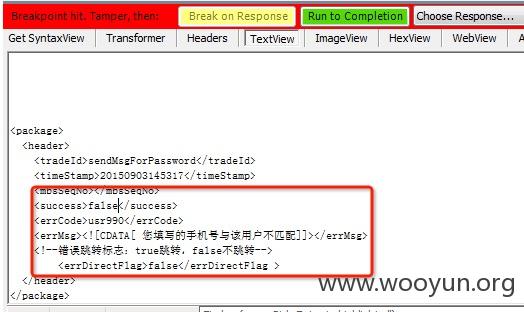 Breakpoint hit. Tamper, then: Break on Response Run to Completion Choose Response...
Get SyntaxView Transformer Headers TextView ImageView HexView WebView A
<package>
<header>
<tradeId>sendMsgForPassword</tradeId>
<timeStamp>20150903145317</timeStamp>
<mbsSeqNo></mbsSeqNo>
<success>false</success>
<errCode>usr990</errCode>
<errMsg><![CDATA[ 您填写的手机号与该用户不匹配]]></errMsg>
<!--错误跳转标志：true跳转，false不跳转-->
<errDirectFlag>false</errDirectFlag >
</header>
</package>
www.wooyun.org